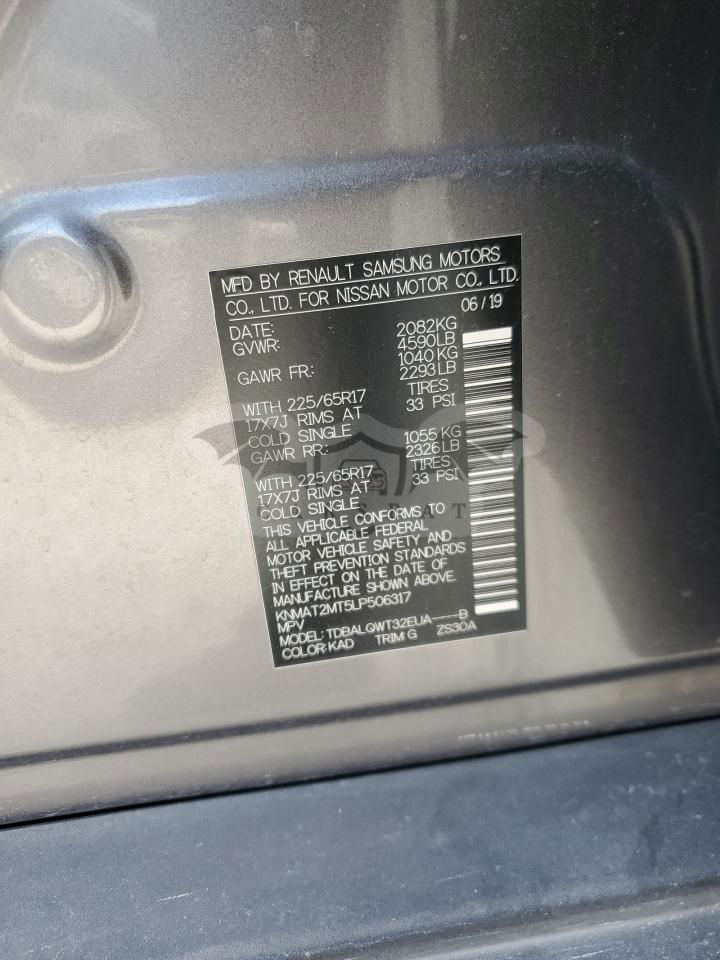 MFD BY RENAULT SAMSUNG MOTORS
CO., LTD. FOR NISSAN MOTOR CO., LTD.
DATE: 06/19
GVWR: 2082KG
4590LB
GAWR FR: 1040KG
2293LB
WITH 225/65R17 TIRES
17X7J RIMS AT 33 PSI
COLD SINGLE
GAWR RR: 1055 KG
2326 LB
WITH 225/65R17 TIRES
17X7J RIMS AT 33 PSI
COLD SINGLE
THIS VEHICLE CONFORMS TO
ALL APPLICABLE FEDERAL
MOTOR VEHICLE SAFETY AND
THEFT PREVENTION STANDARDS
IN EFFECT ON THE DATE OF
MANUFACTURE SHOWN ABOVE.
KNMAT2MT5LP506317
MPV
MODEL: TDBALQWT32EUA----B
COLOR:KAD TRIM:G ZS30A